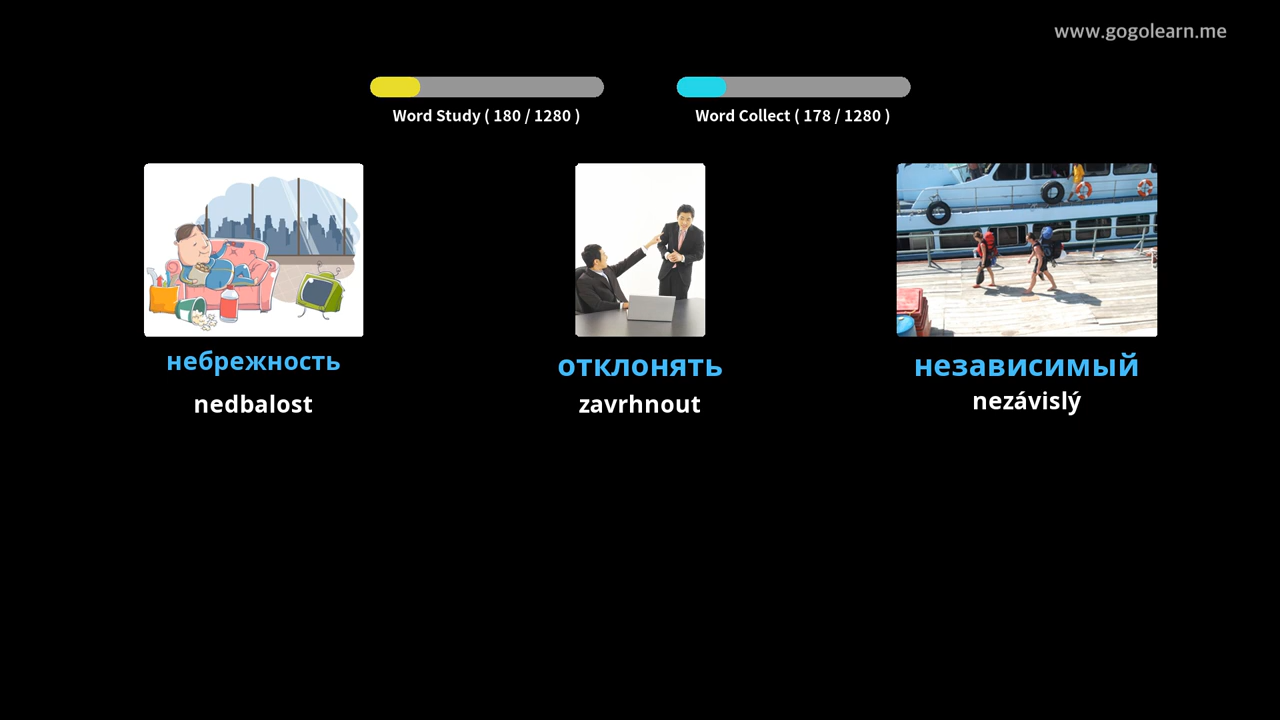 www.gogolearn.me
Word Study ( 180 / 1280 )
Word Collect ( 178 / 1280 )
небрежность
nedbalost
отклонять
zavrhnout
независимый
nezávislý